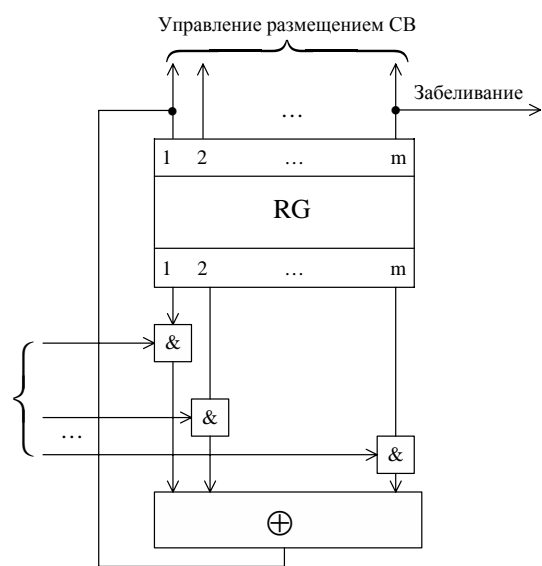 Управление размещением СВ
Забеливание
…
1 2 … m
RG
1 2 … m
&
&
…
&
⊕